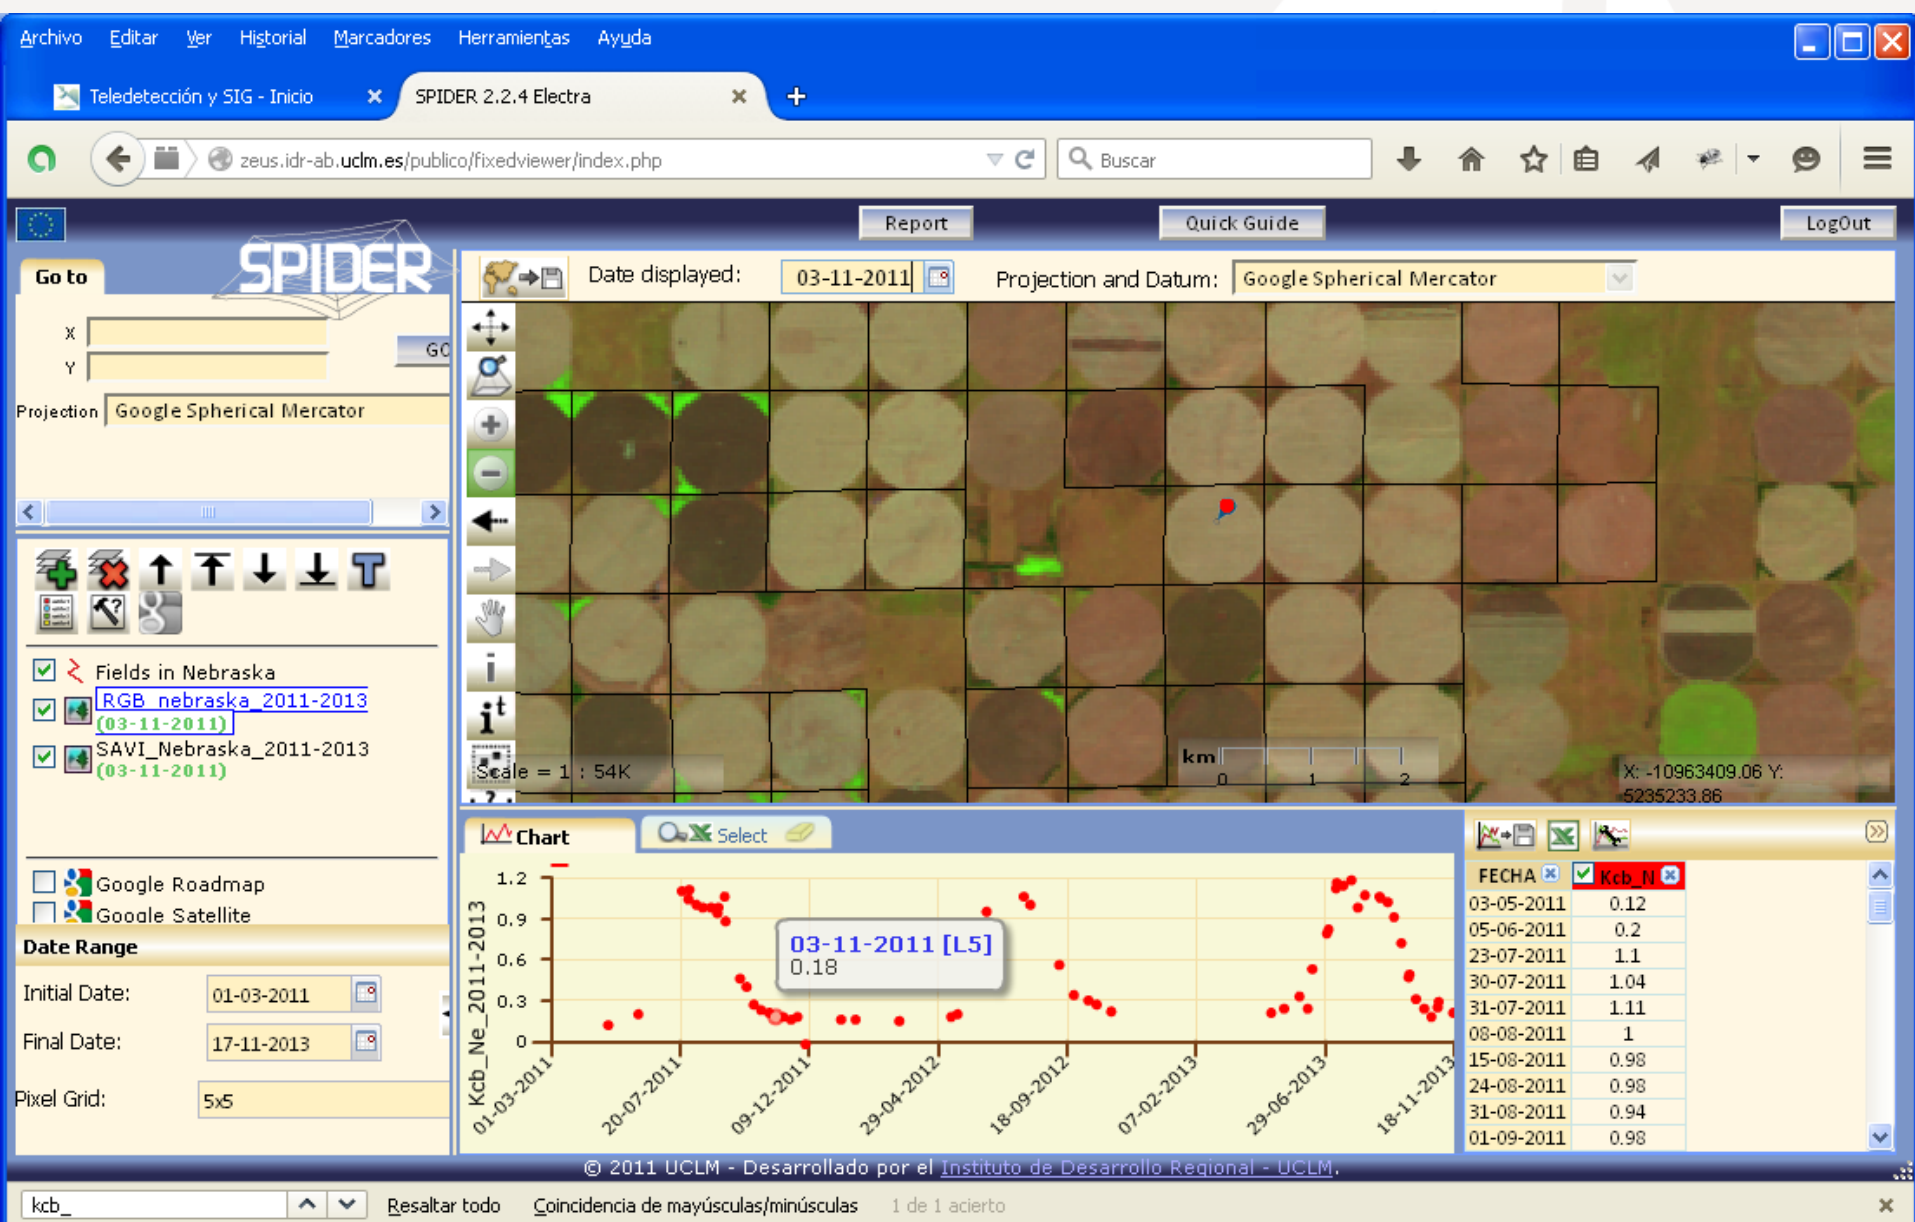 Archivo Editar Ver Historial Marcadores Herramientas Ayuda
Teledetección y SIG - Inicio SPIDER 2.2.4 Electra
zeus.idr-ab.uclm.es/publico/fixedviewer/index.php Buscar
Report Quick Guide LogOut
SPIDER
Go to
X
Y
GO
Projection Google Spherical Mercator
Date displayed: 03-11-2011 Projection and Datum: Google Spherical Mercator
Fields in Nebraska
RGB_nebraska_2011-2013
(03-11-2011)
SAVI_Nebraska_2011-2013
(03-11-2011)
Google Roadmap
Google Satellite
Date Range
Initial Date: 01-03-2011
Final Date: 17-11-2013
Pixel Grid: 5x5
Scale = 1 : 54K
km
0 1 2
X: -10963409.06 Y:
5235233.86
Chart Select
Kcb_Ne_2011-2013
1.2
0.9
0.6
0.3
0
03-11-2011 [L5]
0.18
01-03-2011 20-07-2011 09-12-2011 29-04-2012 18-09-2012 07-02-2013 29-06-2013 18-11-2013
FECHA Kcb_N
03-05-2011 0.12
05-06-2011 0.2
23-07-2011 1.1
30-07-2011 1.04
31-07-2011 1.11
08-08-2011 1
15-08-2011 0.98
24-08-2011 0.98
31-08-2011 0.94
01-09-2011 0.98
© 2011 UCLM - Desarrollado por el Instituto de Desarrollo Regional - UCLM.
kcb_ Resaltar todo Coincidencia de mayúsculas/minúsculas 1 de 1 acierto